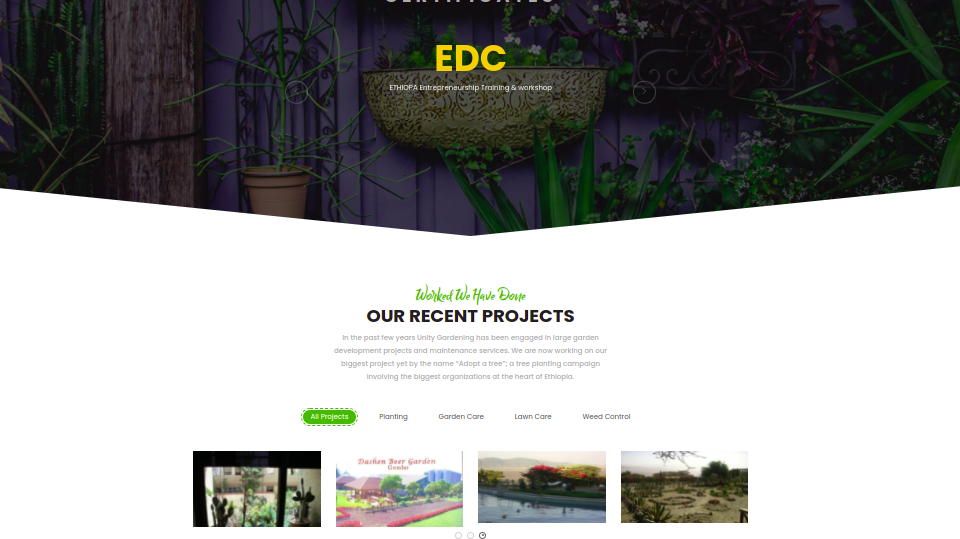 CERTIFICATES
EDC
ETHIOPA Entrepreneurship Training & workshop
Worked We Have Done
OUR RECENT PROJECTS
In the past few years Unity Gardening has been engaged in large garden
development projects and maintenance services. We are now working on our
biggest project yet by the name "Adopt a tree"; a tree planting campaign
involving the biggest organizations at the heart of Ethiopia.
All Projects Planting Garden Care Lawn Care Weed Control
Dashen Beer Garden
Gonder